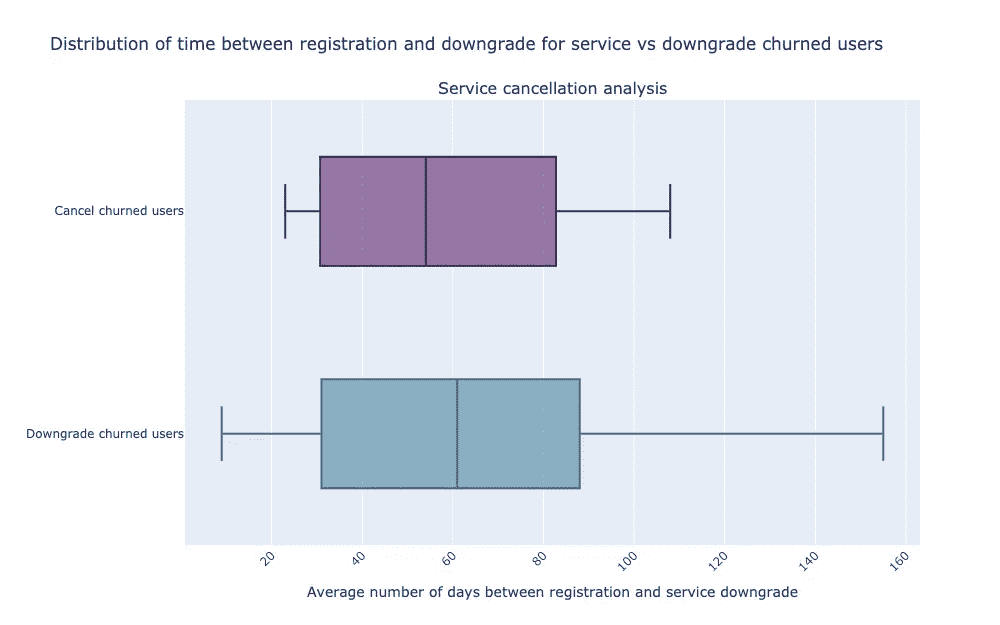 Distribution of time between registration and downgrade for service vs downgrade churned users
Service cancellation analysis
Cancel churned users
Downgrade churned users
20 40 60 80 100 120 140 160
Average number of days between registration and service downgrade